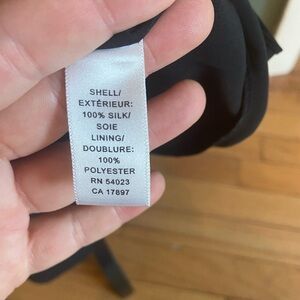 SHELL/
EXTÉRIEUR:
100% SILK/
SOIE
LINING/
DOUBLURE:
100%
POLYESTER
RN 54023
CA 17897